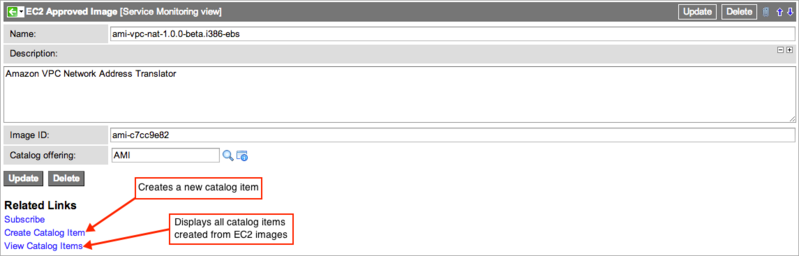 EC2 Approved Image [Service Monitoring view] Update Delete
Name: ami-vpc-nat-1.0.0-beta.i386-ebs
Description:
Amazon VPC Network Address Translator
Image ID: ami-c7cc9e82
Catalog offering: AMI
Update Delete
Creates a new catalog item
Related Links
Subscribe
Create Catalog Item
Displays all catalog items
created from EC2 images
View Catalog Items